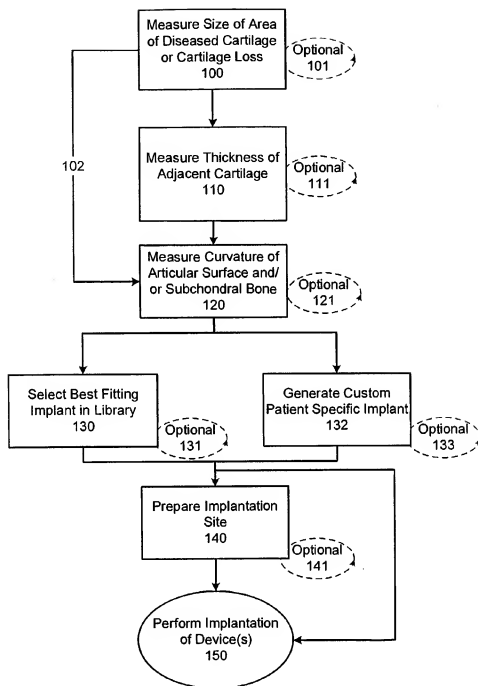 Measure Size of Area
of Diseased Cartilage
or Cartilage Loss
100
Optional
101
102
Measure Thickness of
Adjacent Cartilage
110
Optional
111
Measure Curvature of
Articular Surface and/
or Subchondral Bone
120
Optional
121
Select Best Fitting
Implant in Library
130
Optional
131
Generate Custom
Patient Specific Implant
132
Optional
133
Prepare Implantation
Site
140
Optional
141
Perform Implantation
of Device(s)
150